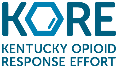 KORE
KENTUCKY OPIOID
RESPONSE EFFORT